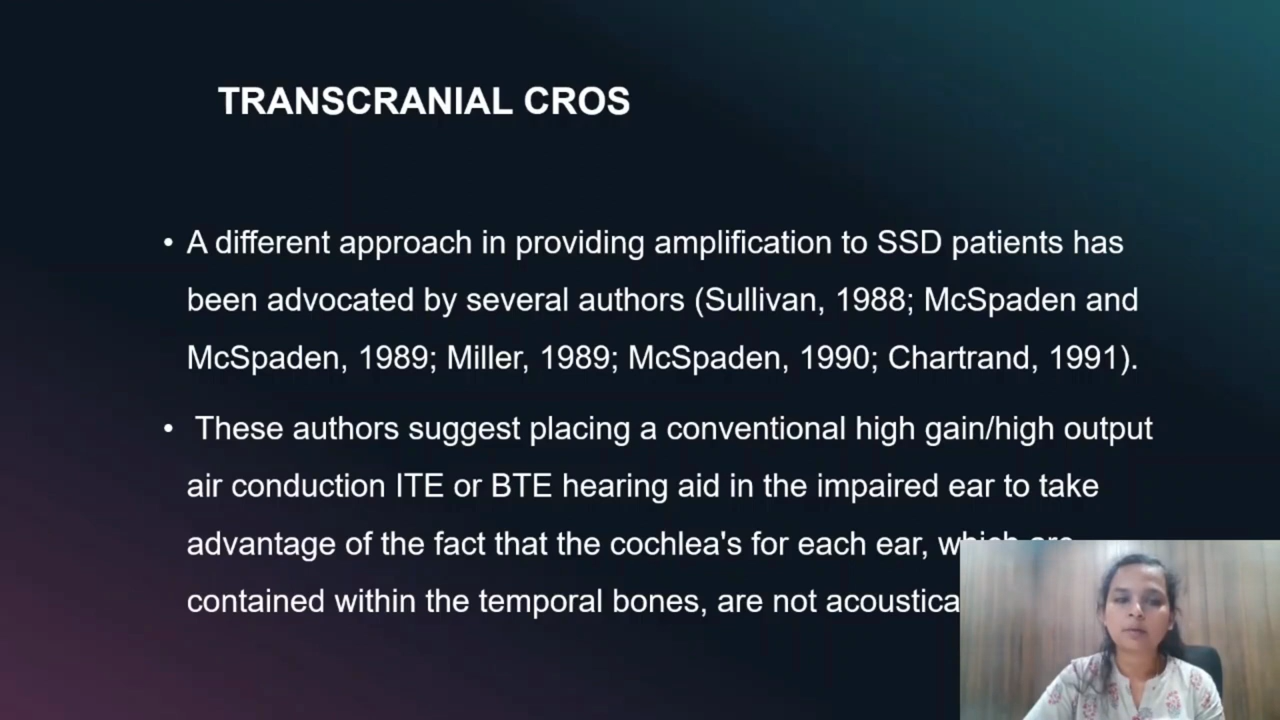 TRANSCRANIAL CROS
• A different approach in providing amplification to SSD patients has
been advocated by several authors (Sullivan, 1988; McSpaden and
McSpaden, 1989; Miller, 1989; McSpaden, 1990; Chartrand, 1991).
• These authors suggest placing a conventional high gain/high output
air conduction ITE or BTE hearing aid in the impaired ear to take
advantage of the fact that the cochlea's for each ear, which are
contained within the temporal bones, are not